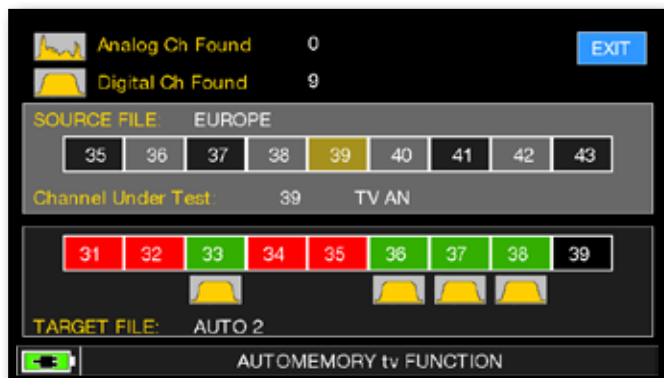 Analog Ch Found 0
EXIT
Digital Ch Found 9
SOURCE FILE: EUROPE
35 36 37 38 39 40 41 42 43
Channel Under Test: 39 TV AN
31 32 33 34 35 36 37 38 39
TARGET FILE: AUTO 2
AUTOMEMORY tv FUNCTION